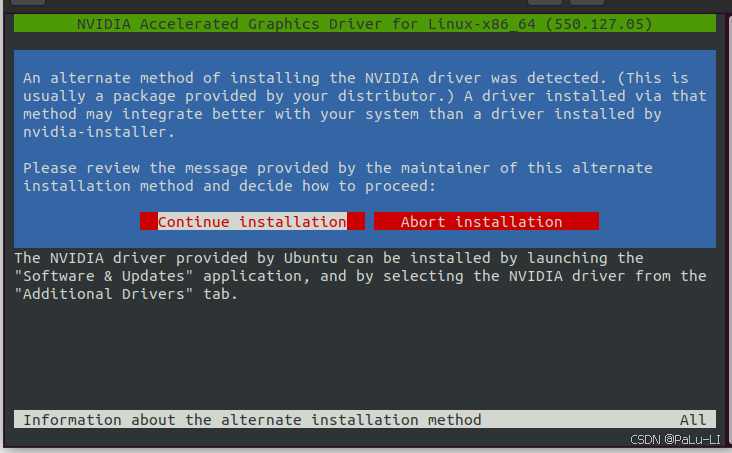 NVIDIA Accelerated Graphics Driver for Linux-x86_64 (550.127.05)
An alternate method of installing the NVIDIA driver was detected. (This is
usually a package provided by your distributor.) A driver installed via that
method may integrate better with your system than a driver installed by
nvidia-installer.
Please review the message provided by the maintainer of this alternate
installation method and decide how to proceed:
Continue installation Abort installation
The NVIDIA driver provided by Ubuntu can be installed by launching the
"Software & Updates" application, and by selecting the NVIDIA driver from the
"Additional Drivers" tab.
Information about the alternate installation method All
CSDN @PaLu-LI